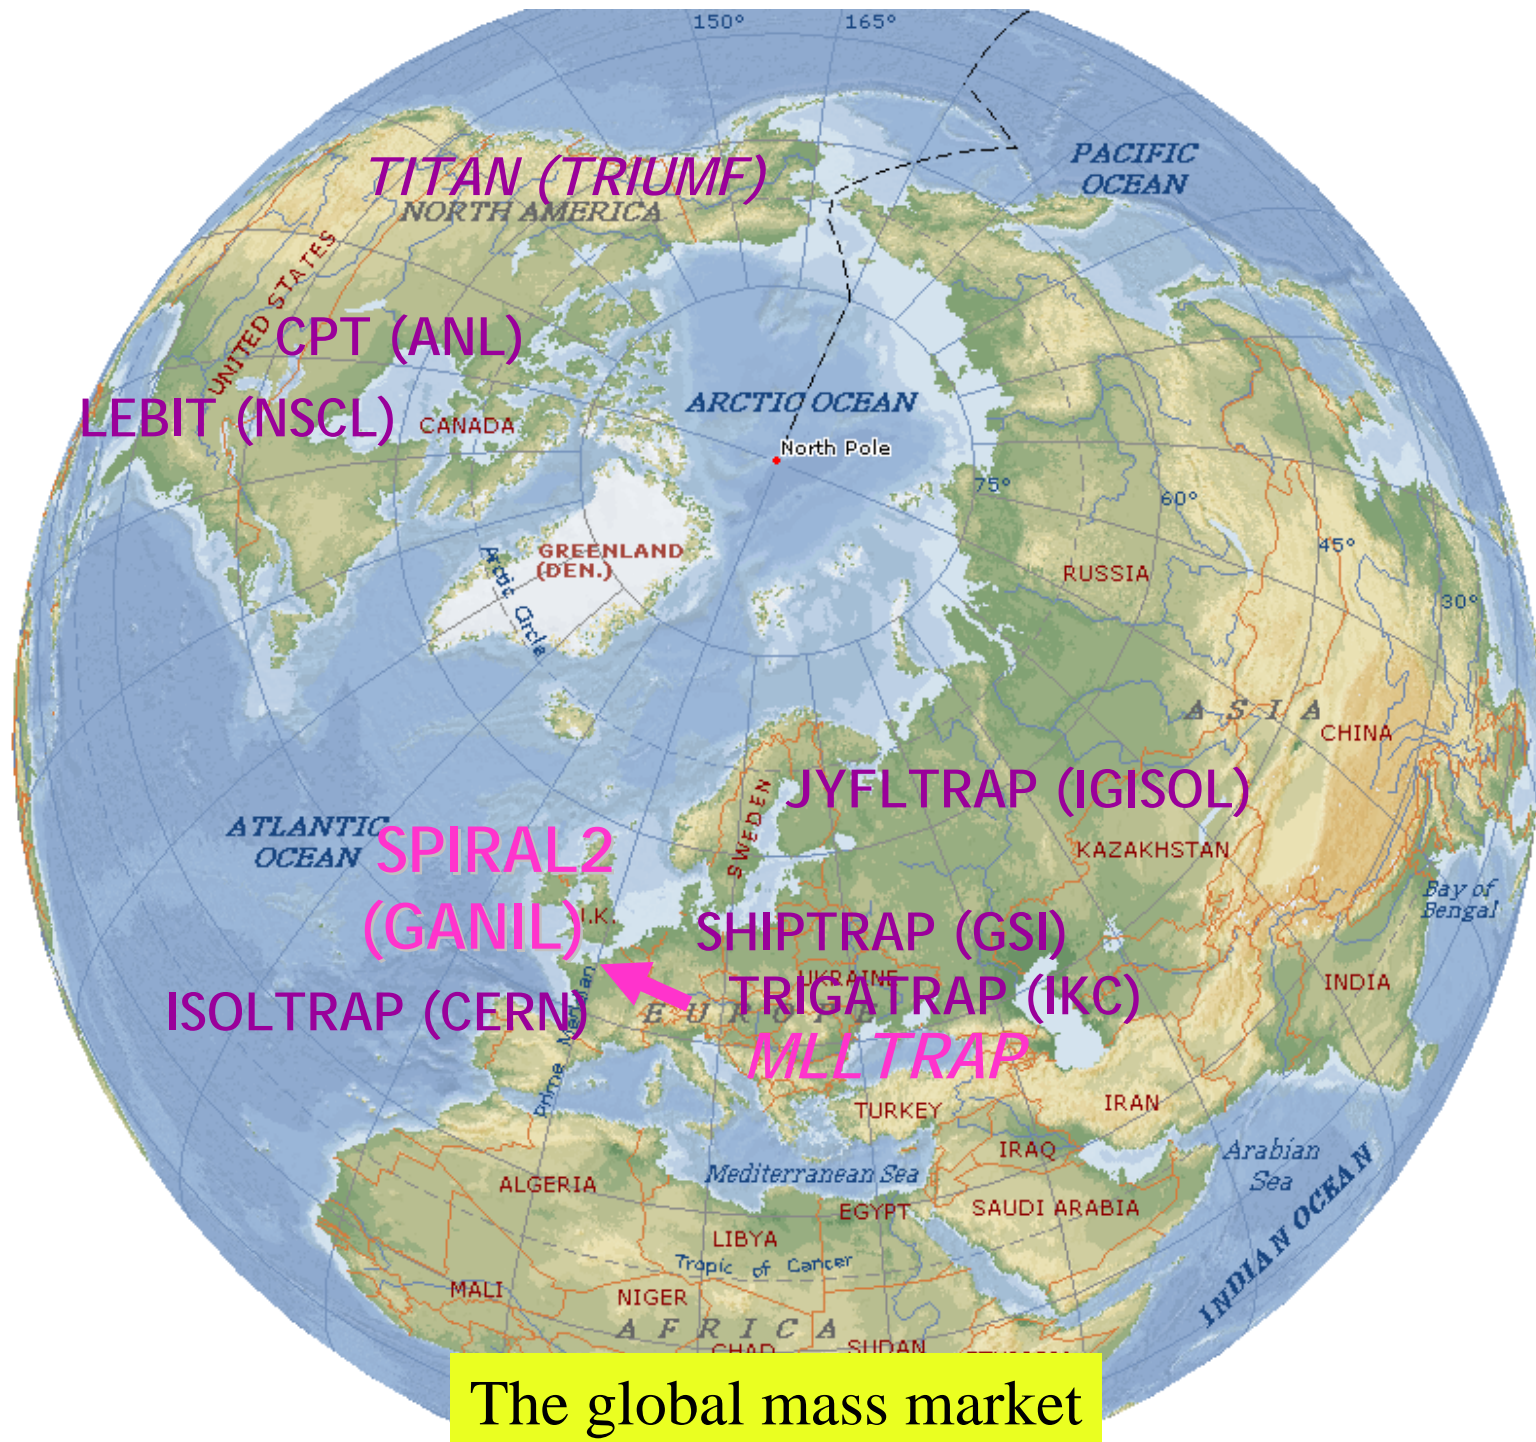 150°
165°
PACIFIC
OCEAN
TITAN (TRIUMF)
NORTH AMERICA
UNITED STATES
CPT (ANL)
LEBIT (NSCL)
CANADA
ARCTIC OCEAN
North Pole
75°
60°
45°
30°
GREENLAND
(DEN.)
Arctic Circle
RUSSIA
ASIA
CHINA
JYFLTRAP (IGISOL)
SWEDEN
ATLANTIC
OCEAN
SPIRAL2
(GANIL)
KAZAKHSTAN
Bay of
Bengal
U.K.
SHIPTRAP (GSI)
UKRAINE
TRIGATRAP (IKC)
INDIA
ISOLTRAP (CERN)
EUROPE
MLLTRAP
Prime Meridian
TURKEY
IRAN
IRAQ
Arabian
Sea
Mediterranean Sea
ALGERIA
EGYPT
SAUDI ARABIA
INDIAN OCEAN
LIBYA
Tropic of Cancer
MALI
NIGER
AFRICA
CHAD
SUDAN
The global mass market